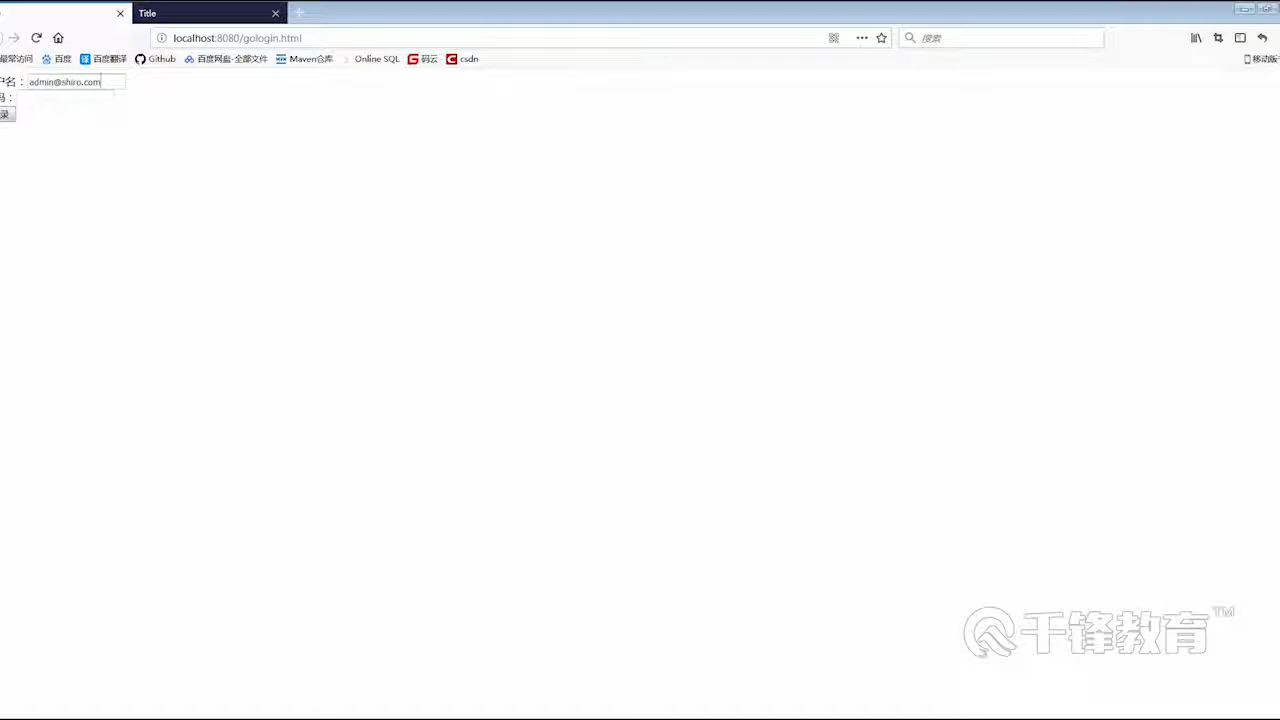 Title
localhost:8080/gologin.html
搜索
最常访问 百度 百度翻译 Github 百度网盘-全部文件 Maven仓库 Online SQL 码云 csdn
移动版
户名：admin@shiro.com
码：
录
千锋教育TM